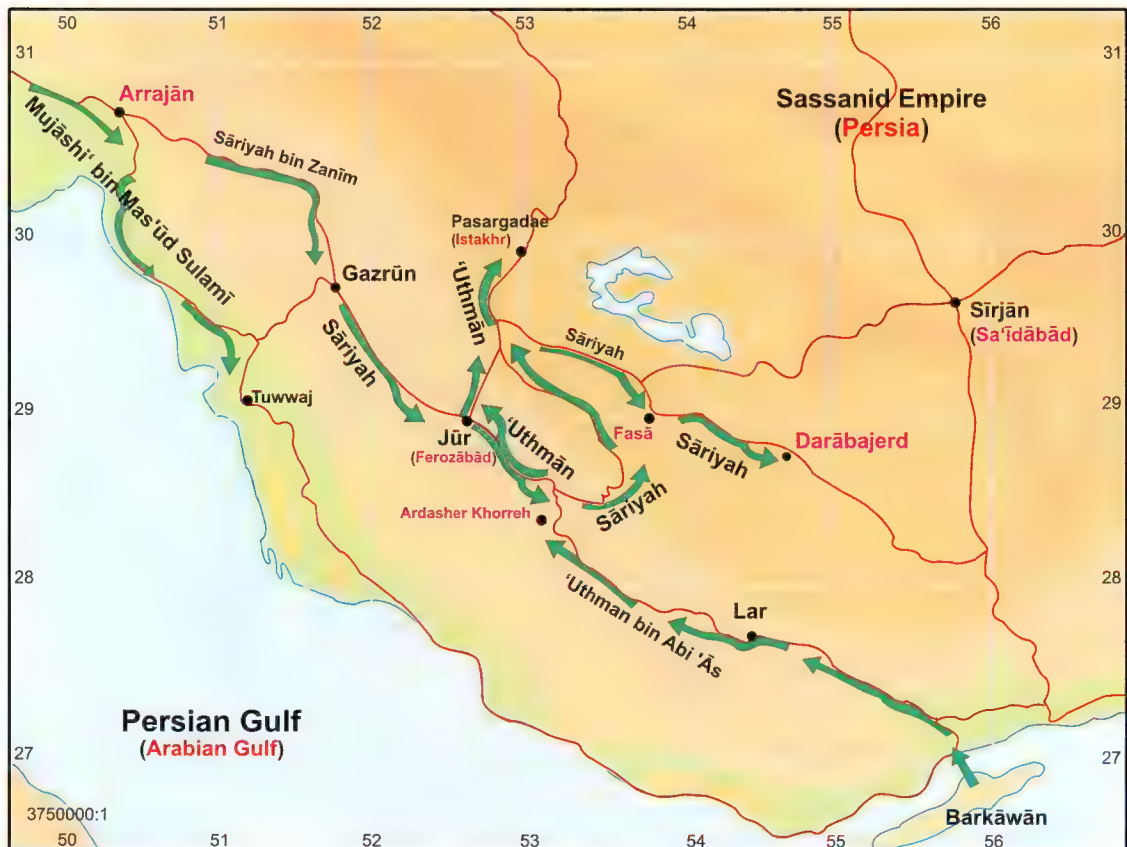 50 51 52 53 54 55 56
31 31
Arrajān
Sassanid Empire
(Persia)
Mujāshi‘ bin Mas'ūd Sulamī
Sāriyah bin Zanīm
30 30
Pasargadae
(Istakhr)
Gazrūn
‘Uthmān
Sīrjān
(Sa‘īdābād)
Sāriyah
Sāriyah
29 29
Tuwwaj
Jūr
(Ferozābād)
‘Uthmān
Fasā
Sāriyah
Darābajerd
Ardasher Khorreh
Sāriyah
28 28
‘Uthman bin Abi 'Ās
Lar
Persian Gulf
(Arabian Gulf)
27 27
3750000:1
Barkāwān
50 51 52 53 54 55 56